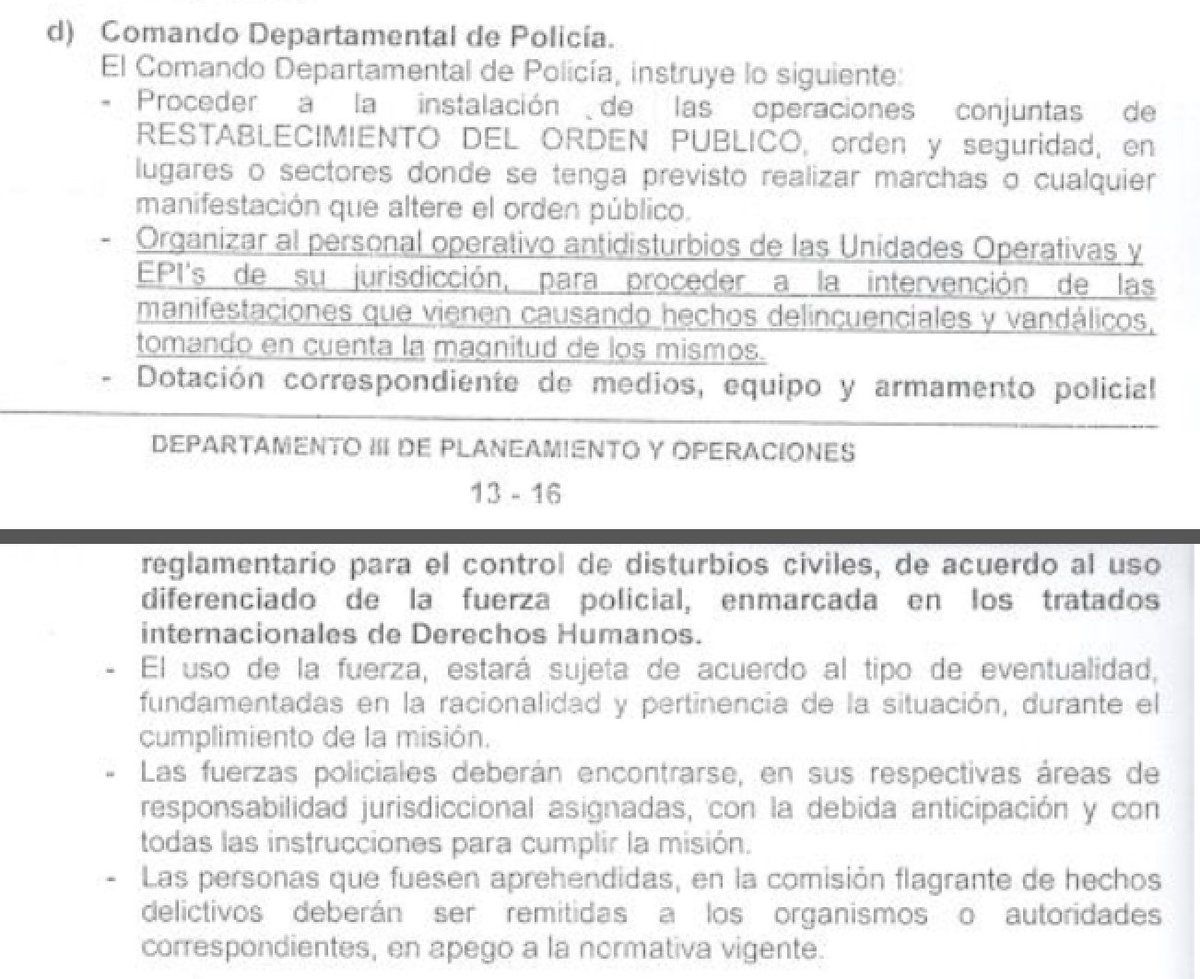 d) Comando Departamental de Policía.
El Comando Departamental de Policía, instruye lo siguiente:
- Proceder a la instalación de las operaciones conjuntas de
RESTABLECIMIENTO DEL ORDEN PUBLICO, orden y seguridad, en
lugares o sectores donde se tenga previsto realizar marchas o cualquier
manifestación que altere el orden público.
- Organizar al personal operativo antidisturbios de las Unidades Operativas y
EPI's de su jurisdicción, para proceder a la intervención de las
manifestaciones que vienen causando hechos delincuenciales y vandálicos,
tomando en cuenta la magnitud de los mismos.
- Dotación correspondiente de medios, equipo y armamento policial
DEPARTAMENTO III DE PLANEAMIENTO Y OPERACIONES
13 - 16
reglamentario para el control de disturbios civiles, de acuerdo al uso
diferenciado de la fuerza policial, enmarcada en los tratados
internacionales de Derechos Humanos.
- El uso de la fuerza, estará sujeta de acuerdo al tipo de eventualidad,
fundamentadas en la racionalidad y pertinencia de la situación, durante el
cumplimiento de la misión.
- Las fuerzas policiales deberán encontrarse, en sus respectivas áreas de
responsabilidad jurisdiccional asignadas, con la debida anticipación y con
todas las instrucciones para cumplir la misión.
- Las personas que fuesen aprehendidas, en la comisión flagrante de hechos
delictivos deberán ser remitidas a los organismos o autoridades
correspondientes, en apego a la normativa vigente.